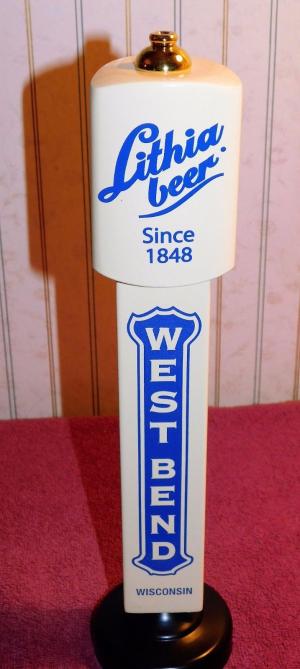 Lithia
beer.
Since
1848
WEST BEND
WISCONSIN